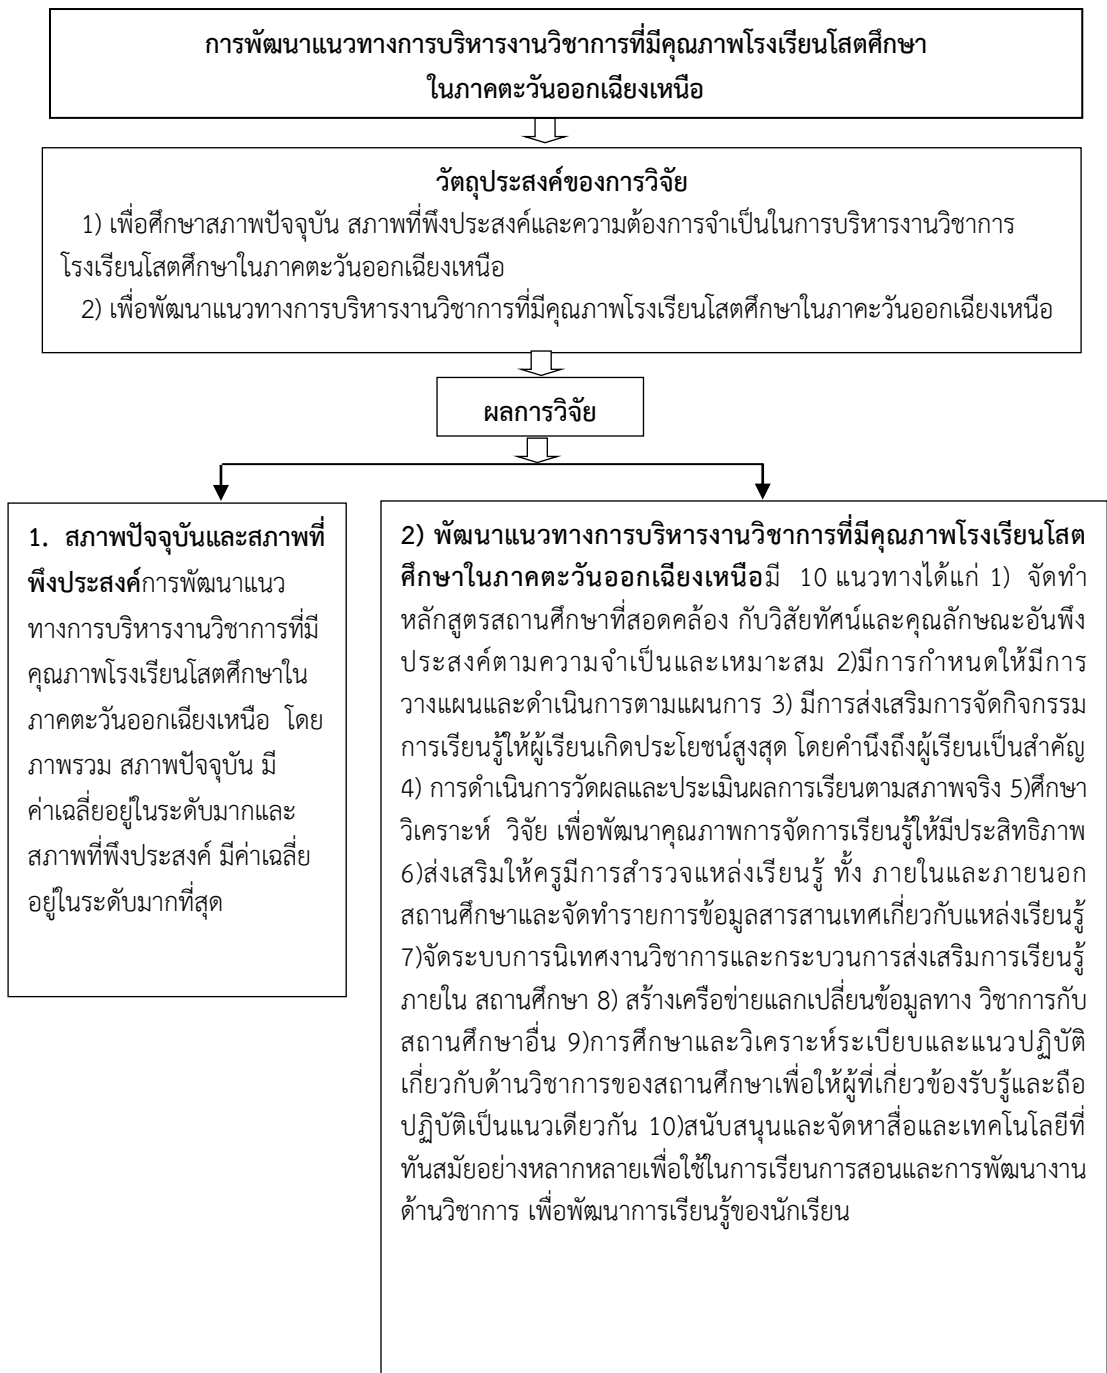 การพัฒนาแนวทางการบริหารงานวิชาการที่มีคุณภาพโรงเรียนโสตศึกษา
ในภาคตะวันออกเฉียงเหนือ
วัตถุประสงค์ของการวิจัย
1) เพื่อศึกษาสภาพปัจจุบัน สภาพที่พึงประสงค์และความต้องการจำเป็นในการบริหารงานวิชาการ
โรงเรียนโสตศึกษาในภาคตะวันออกเฉียงเหนือ
2) เพื่อพัฒนาแนวทางการบริหารงานวิชาการที่มีคุณภาพโรงเรียนโสตศึกษาในภาคะวันออกเฉียงเหนือ
ผลการวิจัย
1. สภาพปัจจุบันและสภาพที่
พึงประสงค์การพัฒนาแนว
ทางการบริหารงานวิชาการที่มี
คุณภาพโรงเรียนโสตศึกษาใน
ภาคตะวันออกเฉียงเหนือ โดย
ภาพรวม สภาพปัจจุบัน มี
ค่าเฉลี่ยอยู่ในระดับมากและ
สภาพที่พึงประสงค์ มีค่าเฉลี่ย
อยู่ในระดับมากที่สุด
2) พัฒนาแนวทางการบริหารงานวิชาการที่มีคุณภาพโรงเรียนโสต
ศึกษาในภาคตะวันออกเฉียงเหนือมี 10 แนวทางได้แก่ 1) จัดทำ
หลักสูตรสถานศึกษาที่สอดคล้อง กับวิสัยทัศน์และคุณลักษณะอันพึง
ประสงค์ตามความจำเป็นและเหมาะสม 2)มีการกำหนดให้มีการ
วางแผนและดำเนินการตามแผนการ 3) มีการส่งเสริมการจัดกิจกรรม
การเรียนรู้ให้ผู้เรียนเกิดประโยชน์สูงสุด โดยคำนึงถึงผู้เรียนเป็นสำคัญ
4) การดำเนินการวัดผลและประเมินผลการเรียนตามสภาพจริง 5)ศึกษา
วิเคราะห์ วิจัย เพื่อพัฒนาคุณภาพการจัดการเรียนรู้ให้มีประสิทธิภาพ
6)ส่งเสริมให้ครูมีการสำรวจแหล่งเรียนรู้ ทั้ง ภายในและภายนอก
สถานศึกษาและจัดทำรายการข้อมูลสารสานเทศเกี่ยวกับแหล่งเรียนรู้
7)จัดระบบการนิเทศงานวิชาการและกระบวนการส่งเสริมการเรียนรู้
ภายใน สถานศึกษา 8) สร้างเครือข่ายแลกเปลี่ยนข้อมูลทาง วิชาการกับ
สถานศึกษาอื่น 9)การศึกษาและวิเคราะห์ระเบียบและแนวปฏิบัติ
เกี่ยวกับด้านวิชาการของสถานศึกษาเพื่อให้ผู้ที่เกี่ยวข้องรับรู้และถือ
ปฏิบัติเป็นแนวเดียวกัน 10)สนับสนุนและจัดหาสื่อและเทคโนโลยีที่
ทันสมัยอย่างหลากหลายเพื่อใช้ในการเรียนการสอนและการพัฒนางาน
ด้านวิชาการ เพื่อพัฒนาการเรียนรู้ของนักเรียน